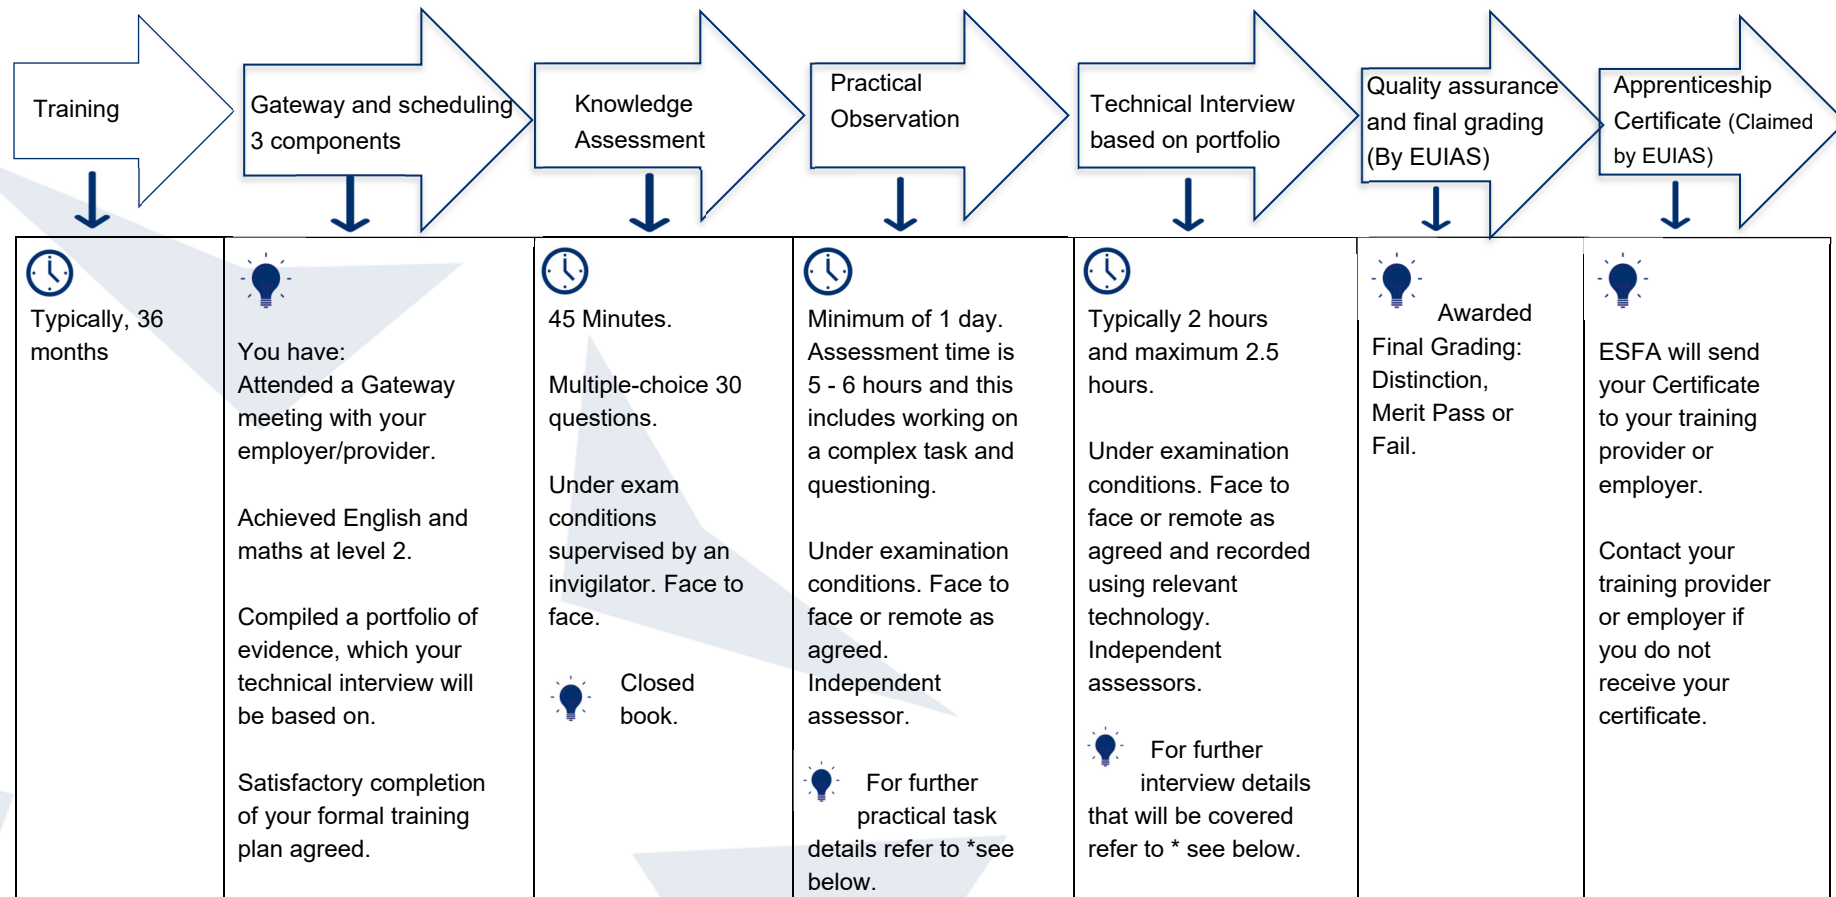 Training
Gateway and scheduling
3 components
Knowledge
Assessment
Practical
Observation
Technical Interview
based on portfolio
Quality assurance
and final grading
(By EUIAS)
Apprenticeship
Certificate (Claimed
by EUIAS)
Typically, 36
months
You have:
Attended a Gateway
meeting with your
employer/provider.
Achieved English and
maths at level 2.
Compiled a portfolio of
evidence, which your
technical interview will
be based on.
Satisfactory completion
of your formal training
plan agreed.
45 Minutes.
Multiple-choice 30
questions.
Under exam
conditions
supervised by an
invigilator. Face to
face.
Closed
book.
Minimum of 1 day.
Assessment time is
5 - 6 hours and this
includes working on
a complex task and
questioning.
Under examination
conditions. Face to
face or remote as
agreed.
Independent
assessor.
For further
practical task
details refer to *see
below.
Typically 2 hours
and maximum 2.5
hours.
Under examination
conditions. Face to
face or remote as
agreed and recorded
using relevant
technology.
Independent
assessors.
For further
interview details
that will be covered
refer to * see below.
Awarded
Final Grading:
Distinction,
Merit Pass or
Fail.
ESFA will send
your Certificate
to your training
provider or
employer.
Contact your
training provider
or employer if
you do not
receive your
certificate.